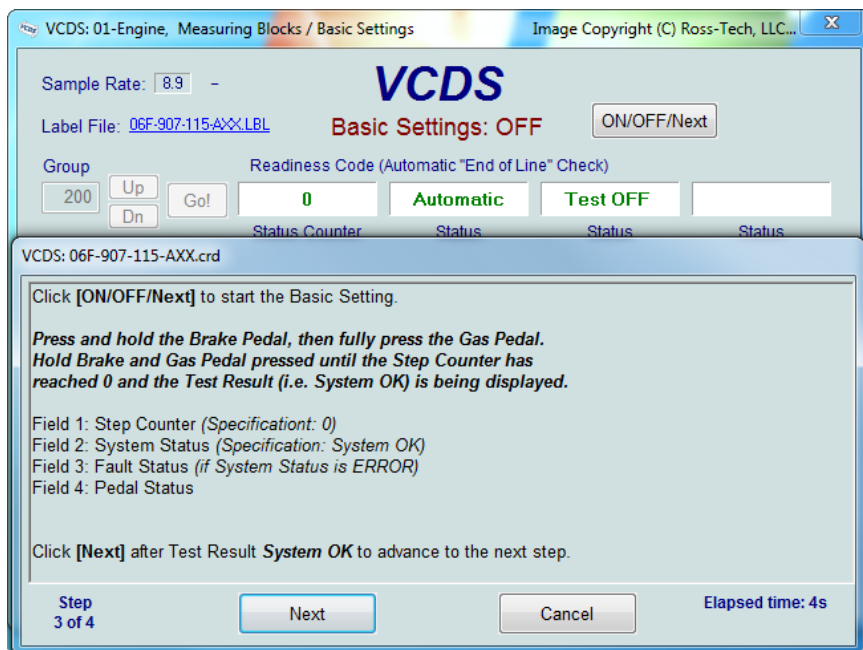 VCDS: 01-Engine, Measuring Blocks / Basic Settings
Image Copyright (C) Ross-Tech, LLC...
X
Sample Rate: 8.9 -
VCDS
Label File: 06F-907-115-AXX.LBL
Basic Settings: OFF
ON/OFF/Next
Group
Readiness Code (Automatic "End of Line" Check)
200
Up
Dn
Go!
0
Automatic
Test OFF
Status Counter
Status
Status
Status
VCDS: 06F-907-115-AXX.crd
Click [ON/OFF/Next] to start the Basic Setting.
Press and hold the Brake Pedal, then fully press the Gas Pedal.
Hold Brake and Gas Pedal pressed until the Step Counter has
reached 0 and the Test Result (i.e. System OK) is being displayed.
Field 1: Step Counter (Specificationt: 0)
Field 2: System Status (Specification: System OK)
Field 3: Fault Status (if System Status is ERROR)
Field 4: Pedal Status
Click [Next] after Test Result System OK to advance to the next step.
Step
3 of 4
Next
Cancel
Elapsed time: 4s